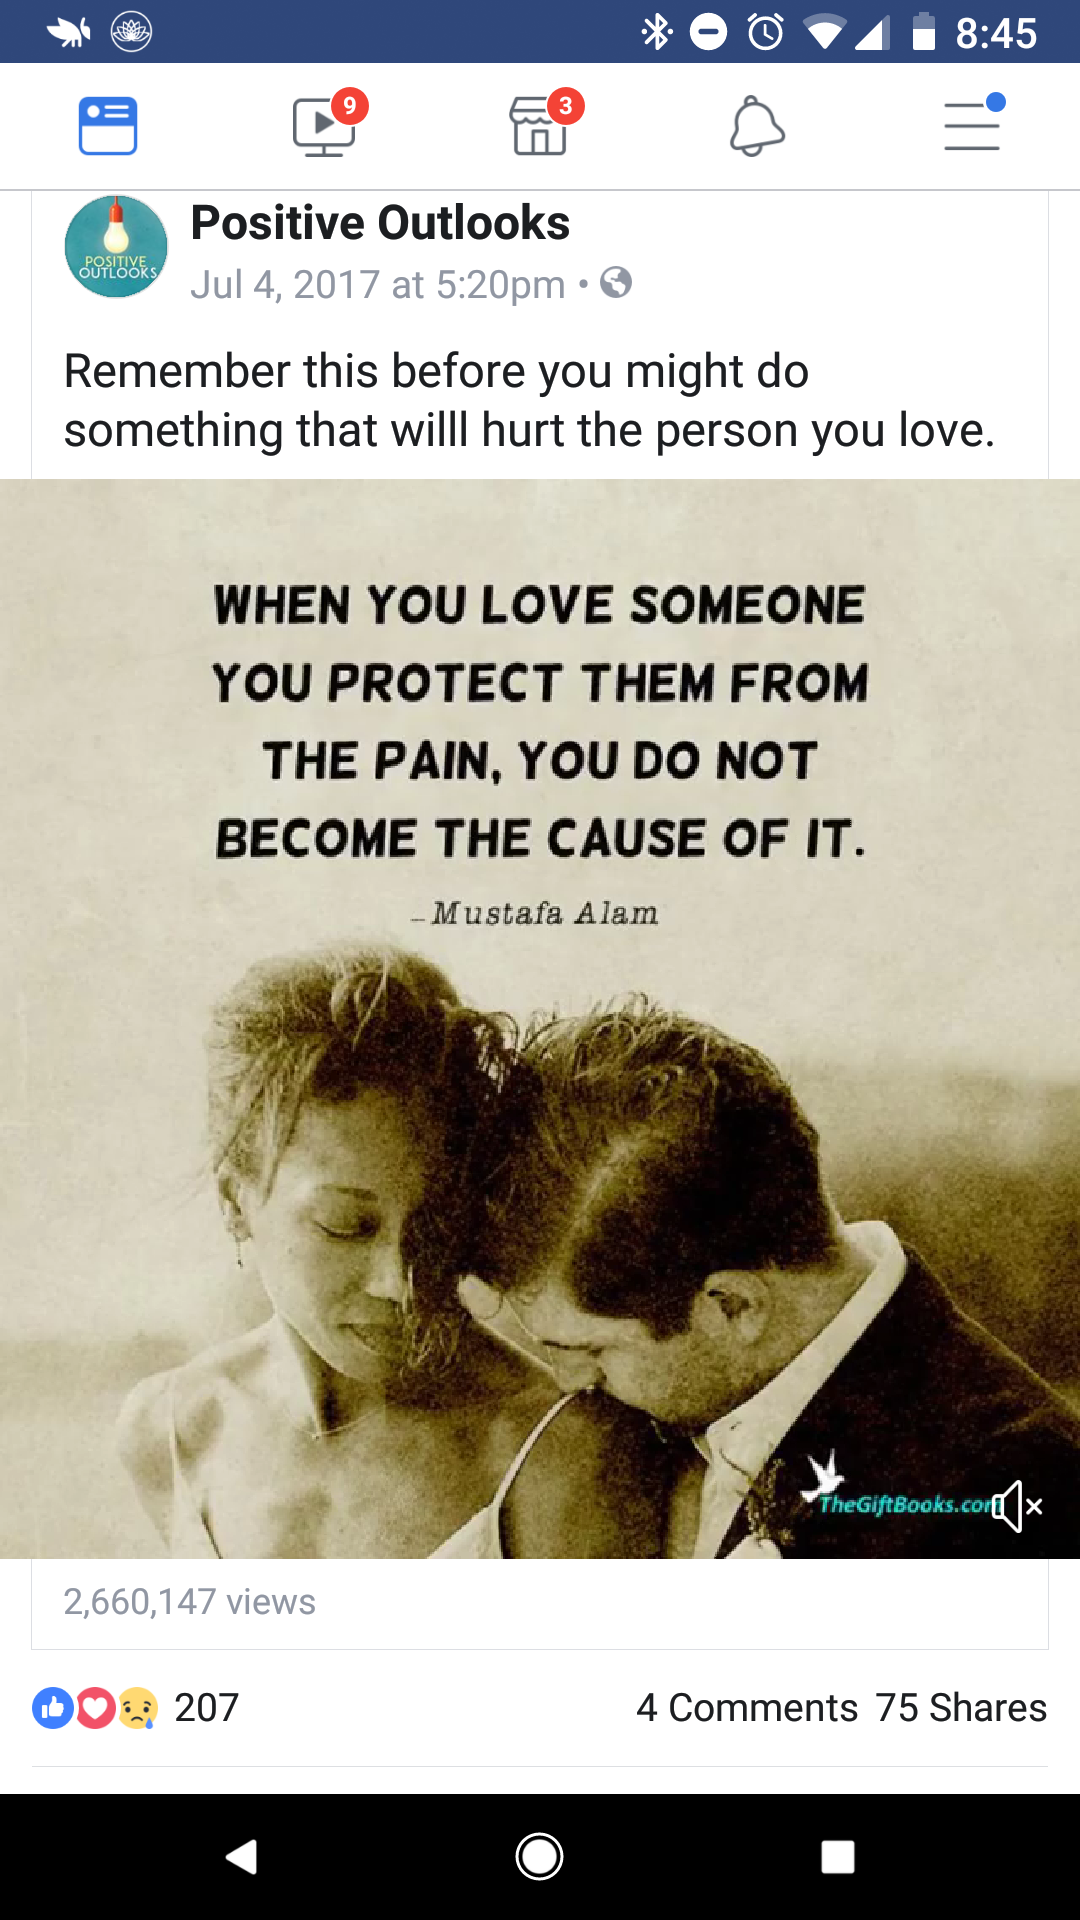 8:45
9
3
POSITIVE
OUTLOOKS
Positive Outlooks
Jul 4, 2017 at 5:20pm •
Remember this before you might do
something that willl hurt the person you love.
WHEN YOU LOVE SOMEONE
YOU PROTECT THEM FROM
THE PAIN, YOU DO NOT
BECOME THE CAUSE OF IT.
– Mustafa Alam
TheGiftBooks.com
2,660,147 views
207
4 Comments 75 Shares